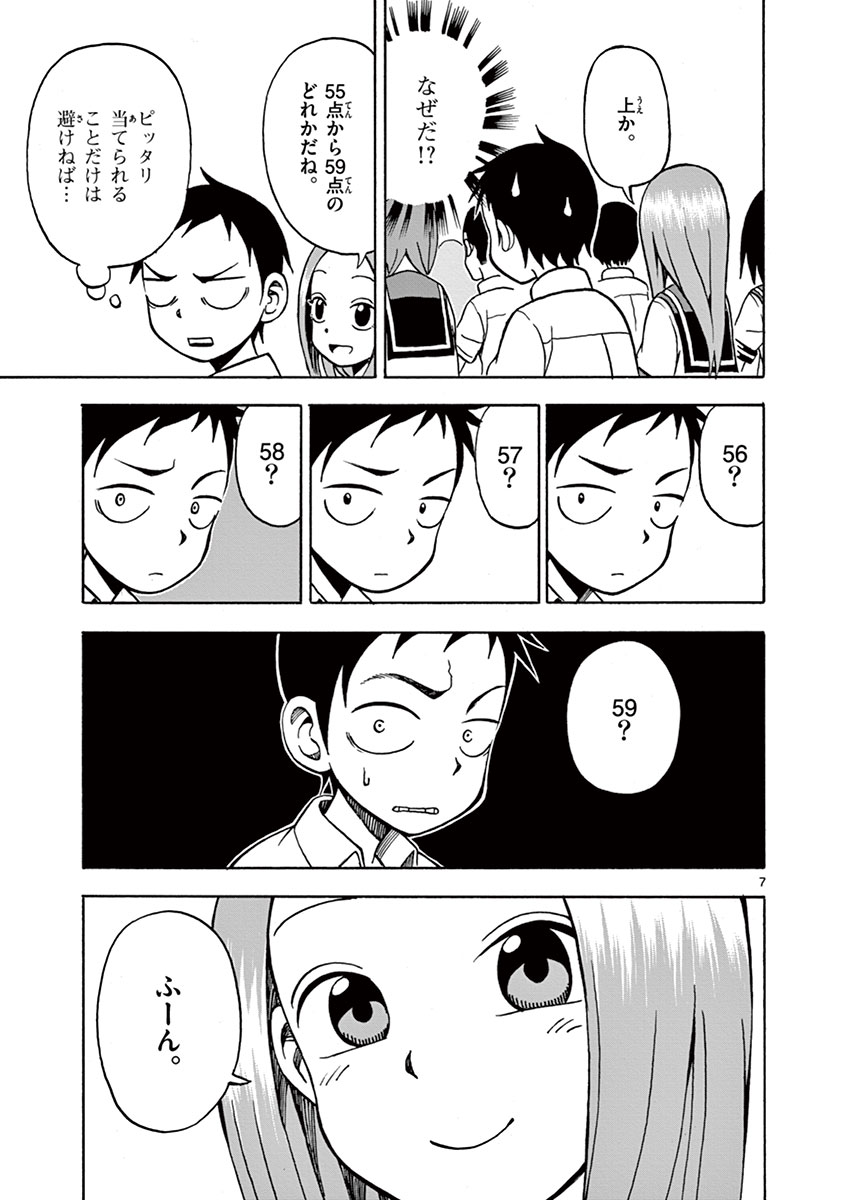 上か。
なぜだ!?
55点から59点の
どれかだね。
ピッタリ
当てられる
ことだけは
避けねば…
56
?
57
?
58
?
59
?
7
ふーん。